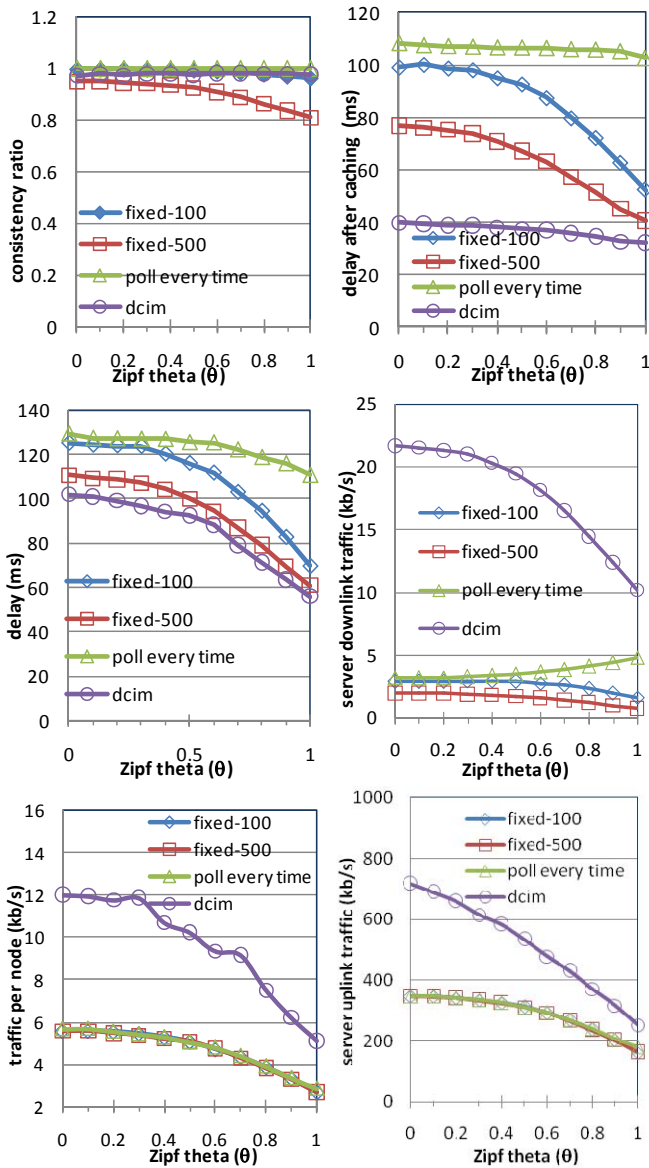 consistency ratio
1.2
1
0.8
0.6
0.4
0.2
0
fixed-100
fixed-500
poll every time
dcim
0 0.2 0.4 0.6 0.8 1
Zipf theta (θ)
delay after caching (ms)
120
100
80
60
40
20
0
fixed-100
fixed-500
poll every time
dcim
0 0.2 0.4 0.6 0.8 1
Zipf theta (θ)
delay (ms)
140
120
100
80
60
40
20
0
fixed-100
fixed-500
poll every time
dcim
0 0.5 1
Zipf theta (θ)
server downlink traffic (kb/s)
25
20
15
10
5
0
fixed-100
fixed-500
poll every time
dcim
0 0.2 0.4 0.6 0.8 1
Zipf theta (θ)
traffic per node (kb/s)
16
14
12
10
8
6
4
2
fixed-100
fixed-500
poll every time
dcim
0 0.2 0.4 0.6 0.8 1
Zipf theta (θ)
server uplink traffic (kb/s)
1000
800
600
400
200
0
fixed-100
fixed-500
poll every time
dcim
0 0.2 0.4 0.6 0.8 1
Zipf theta (θ)